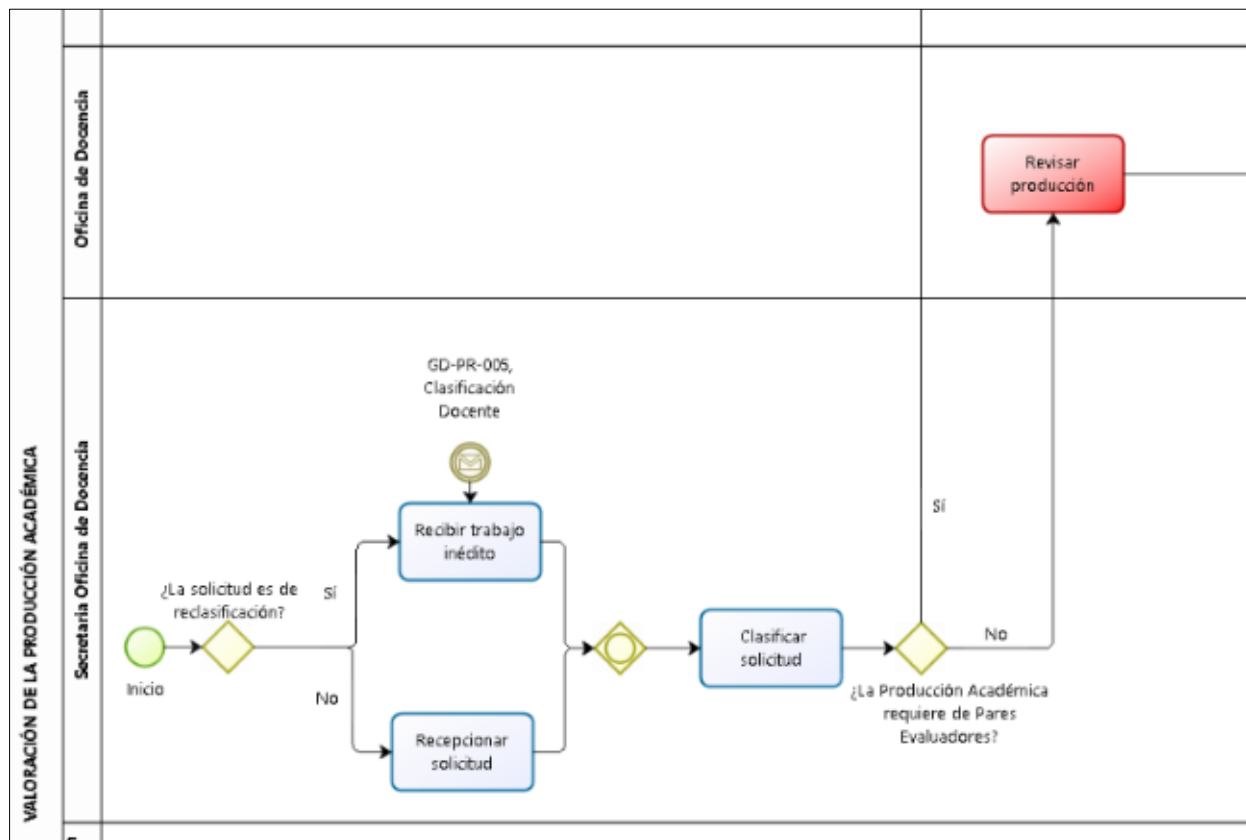 VALORACIÓN DE LA PRODUCCIÓN ACADÉMICA
Oficina de Docencia
Revisar
producción
Secretaria Oficina de Docencia
GD-PR-005,
Clasificación
Docente
Recibir trabajo
inédito
¿La solicitud es de
reclasificación?
Sí
No
Inicio
Recepcionar
solicitud
Clasificar
solicitud
Sí
No
¿La Producción Académica
requiere de Pares
Evaluadores?